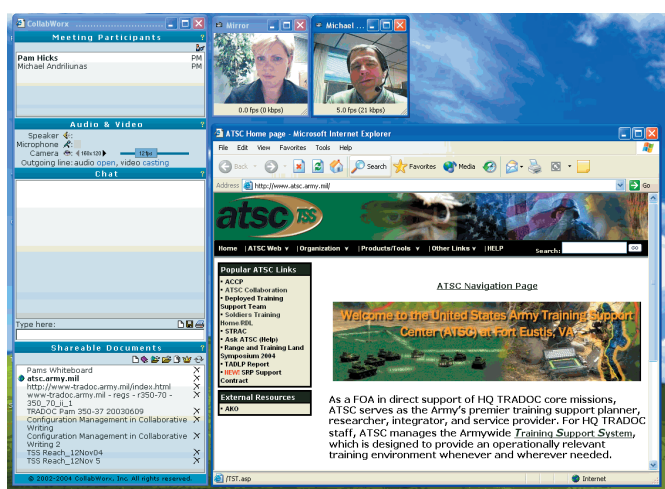 CollabWorx
Meeting Participants ?
Pam Hicks PM
Michael Andriliunas PM
Audio & Video ?
Speaker
Microphone
Camera 160x120 12 fps
Outgoing line: audio open, video casting
Chat ?
Type here:
Shareable Documents ?
Pams Whiteboard X
atsc.army.mil X
http://www-tradoc.army.mil/index.html X
www-tradoc.army.mil - regs - r350-70 - X
350_70_ii_1
TRADOC Pam 350-37 20030609 X
Configuration Management in Collaborative X
Writing
Configuration Management in Collaborative X
Writing 2
TSS Reach_12Nov04 X
TSS Reach_12Nov 5 X
© 2002-2004 CollabWorx, Inc. All rights reserved.
Mirror
0.0 fps (0 kbps)
Michael ...
5.0 fps (21 kbps)
ATSC Home page - Microsoft Internet Explorer
File Edit View Favorites Tools Help
Back Search Favorites Media
Address http://www.atsc.army.mil/ Go
atsc TSS
Home |ATSC Web |Organization |Products/Tools |Other Links |HELP Search: GO
Popular ATSC Links
• ACCP
• ATSC Collaboration
• Deployed Training
Support Team
• Soldiers Training
Home:RDL
• STRAC
• Ask ATSC (Help)
• Range and Training Land
Symposium 2004
• TADLP Report
• NEW! SRP Support
Contract
External Resources
• AKO
ATSC Navigation Page
Welcome to the United States Army Training Support
Center (ATSC) at Fort Eustis, VA
As a FOA in direct support of HQ TRADOC core missions,
ATSC serves as the Army's premier training support planner,
researcher, integrator, and service provider. For HQ TRADOC
staff, ATSC manages the Armywide Training Support System,
which is designed to provide an operationally relevant
training environment whenever and wherever needed.
/TST.asp Internet